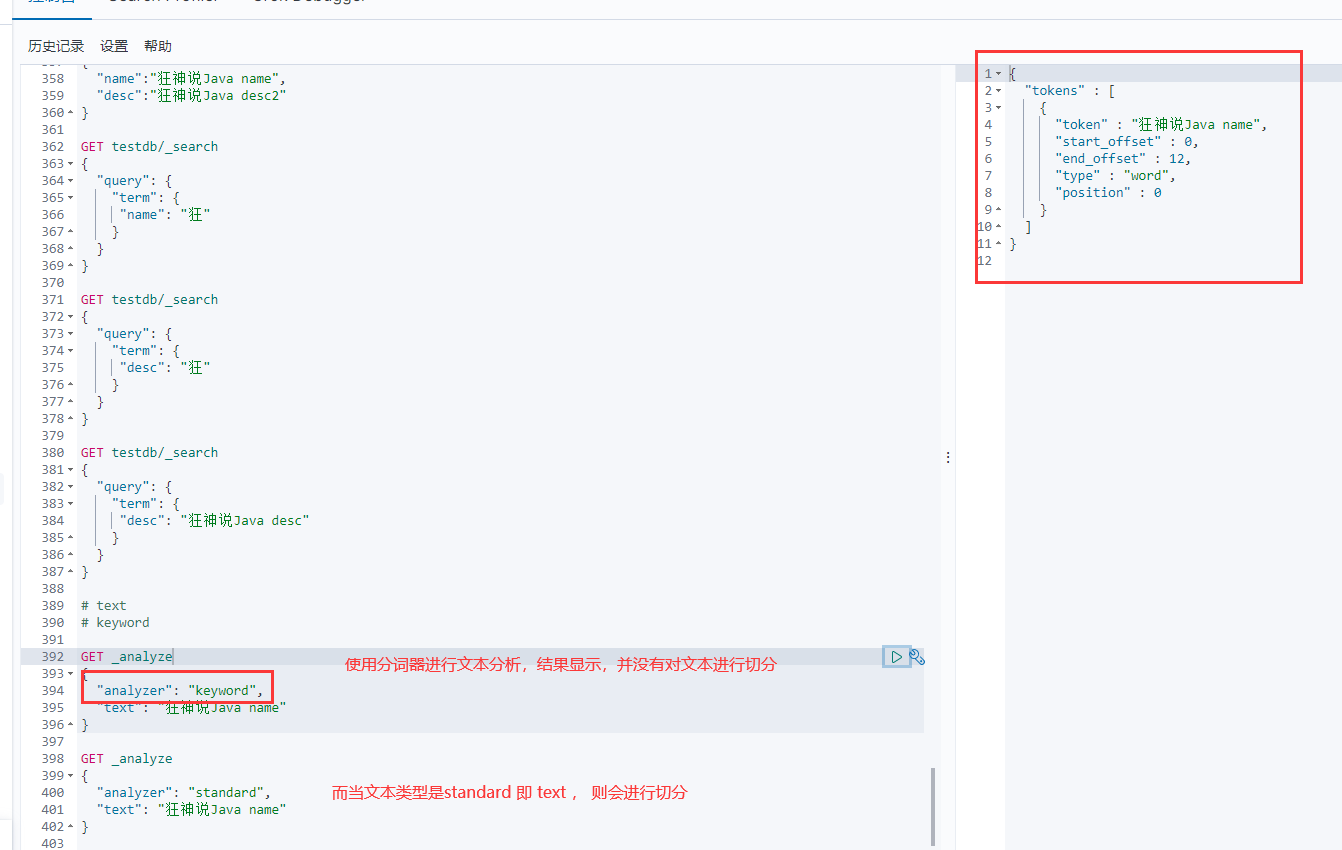 控制台 Search Profiler Grok Debugger
历史记录 设置 帮助
357 {
358 "name":"狂神说Java name",
359 "desc":"狂神说Java desc2"
360 }
361
362 GET testdb/_search
363 {
364 "query": {
365 "term": {
366 "name": "狂"
367 }
368 }
369 }
370
371 GET testdb/_search
372 {
373 "query": {
374 "term": {
375 "desc": "狂"
376 }
377 }
378 }
379
380 GET testdb/_search
381 {
382 "query": {
383 "term": {
384 "desc": "狂神说Java desc"
385 }
386 }
387 }
388
389 # text
390 # keyword
391
392 GET _analyze
使用分词器进行文本分析，结果显示，并没有对文本进行切分
393 {
394 "analyzer": "keyword",
395 "text": "狂神说Java name"
396 }
397
398 GET _analyze
399 {
400 "analyzer": "standard",
而当文本类型是standard 即 text ， 则会进行切分
401 "text": "狂神说Java name"
402 }
403
1 {
2 "tokens" : [
3 {
4 "token" : "狂神说Java name",
5 "start_offset" : 0,
6 "end_offset" : 12,
7 "type" : "word",
8 "position" : 0
9 }
10 ]
11 }
12